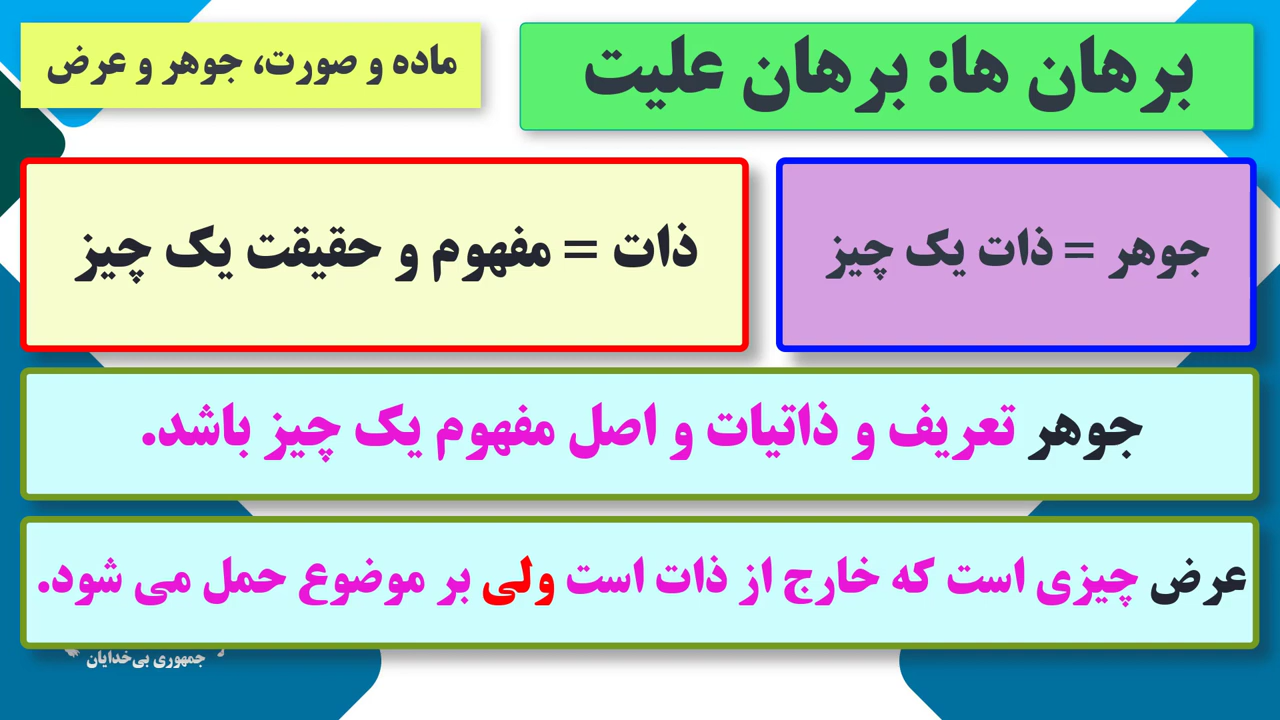 برهان ها: برهان علیت
ماده و صورت، جوهر و عرض
جوهر = ذات یک چیز
ذات = مفهوم و حقیقت یک چیز
جوهر تعریف و ذاتیات و اصل مفهوم یک چیز باشد.
عرض چیزی است که خارج از ذات است ولی بر موضوع حمل می شود.
جمهوری بی‌خدایان